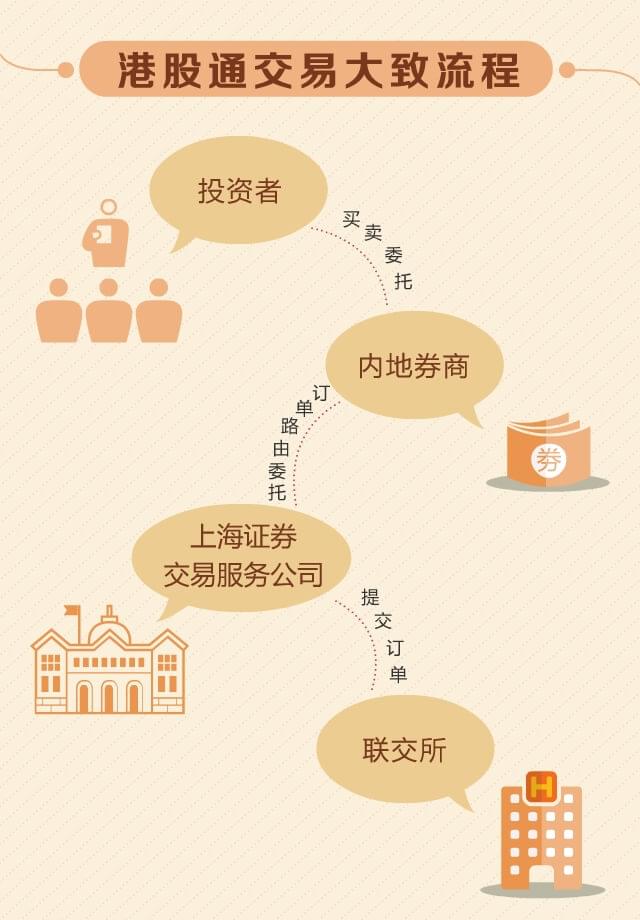 港股通交易大致流程
投资者
买卖委托
内地券商
订单路由委托
券
上海证券
交易服务公司
提交订单
联交所
H